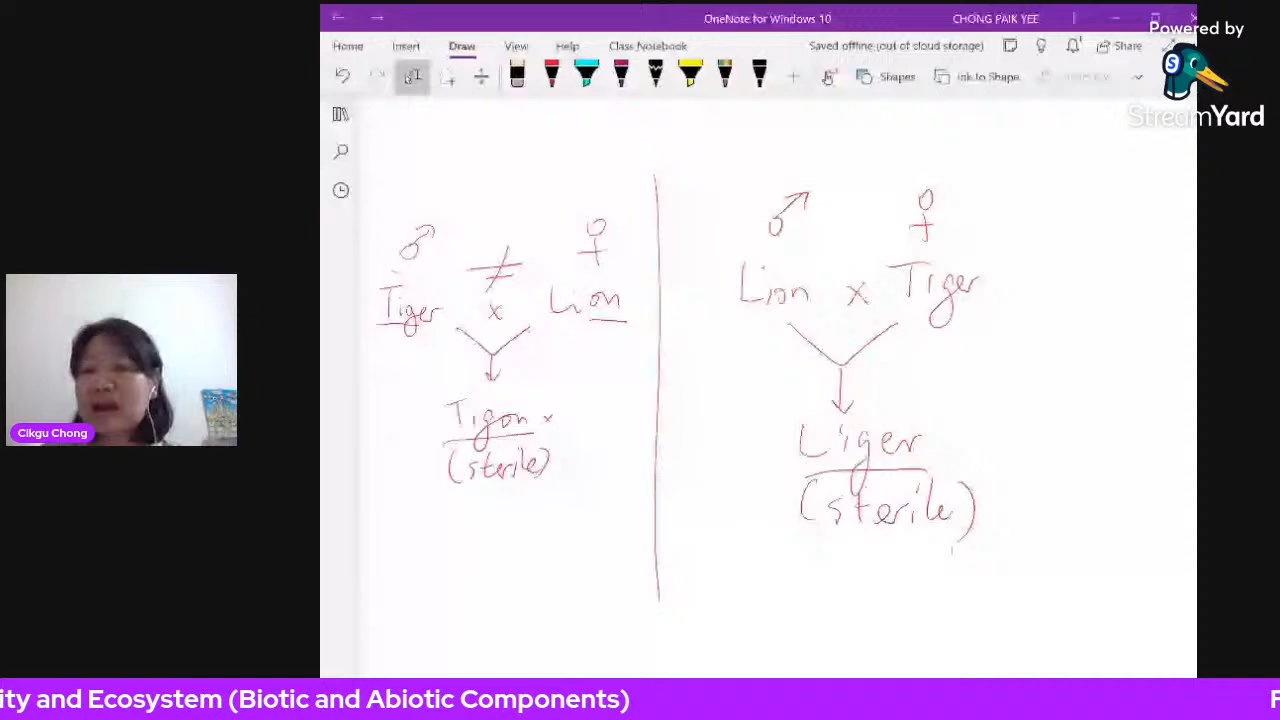 OneNote for Windows 10
CHONG PAIK YEE
Powered by
StreamYard
Home Insert Draw View Help Class Notebook
Saved offline (out of cloud storage)
Share
Shapes
Ink to Shape
♂ ♀
Tiger ≠ x Lion
Tigon x
(sterile)
♂ ♀
Lion x Tiger
Liger
(sterile)
Cikgu Chong
ity and Ecosystem (Biotic and Abiotic Components)